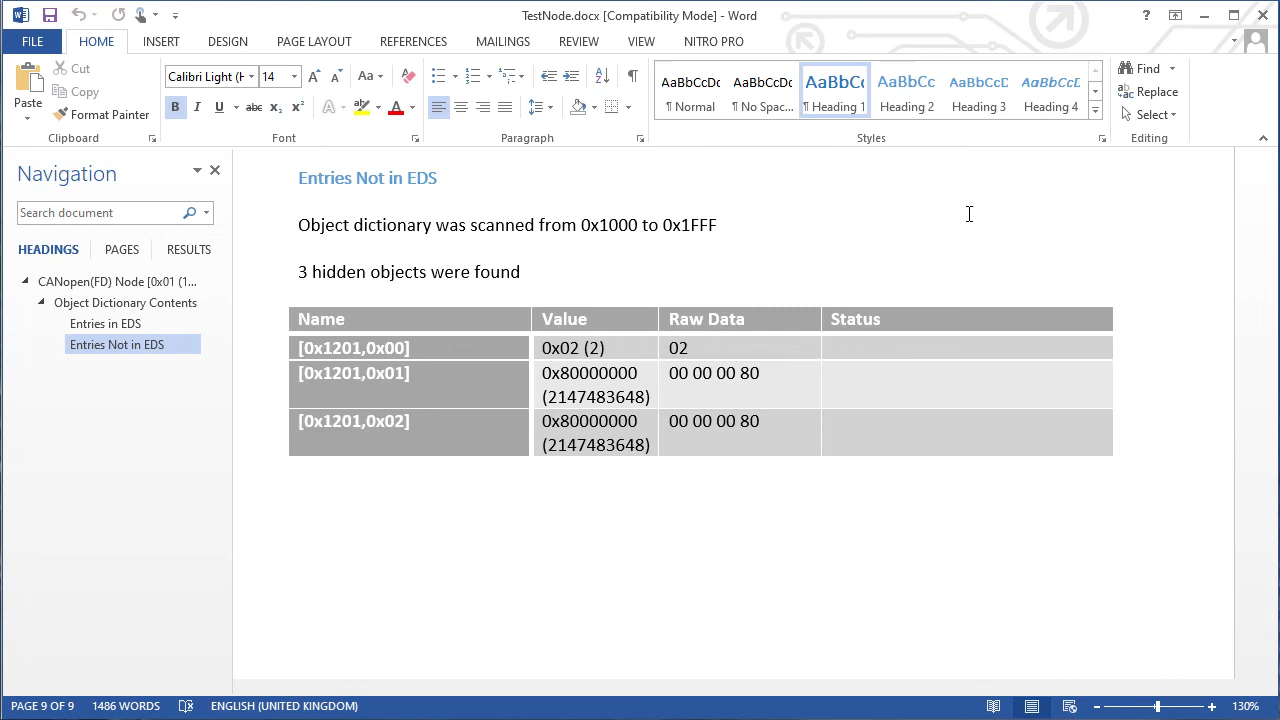 TestNode.docx [Compatibility Mode] - Word
FILE HOME INSERT DESIGN PAGE LAYOUT REFERENCES MAILINGS REVIEW VIEW NITRO PRO
Paste
Cut
Copy
Format Painter
Clipboard
Calibri Light (H 14
Font
Paragraph
AaBbCcDc AaBbCcDc AaBbCc AaBbCc AaBbCcD AaBbCcD
¶ Normal ¶ No Spac... ¶ Heading 1 Heading 2 Heading 3 Heading 4
Styles
Find
Replace
Select
Editing
Navigation
Search document
HEADINGS PAGES RESULTS
CANopen(FD) Node [0x01 (1...
Object Dictionary Contents
Entries in EDS
Entries Not in EDS
Entries Not in EDS
Object dictionary was scanned from 0x1000 to 0x1FFF
3 hidden objects were found
Name Value Raw Data Status
[0x1201,0x00] 0x02 (2) 02
[0x1201,0x01] 0x80000000 00 00 00 80
(2147483648)
[0x1201,0x02] 0x80000000 00 00 00 80
(2147483648)
PAGE 9 OF 9 1486 WORDS ENGLISH (UNITED KINGDOM) 130%